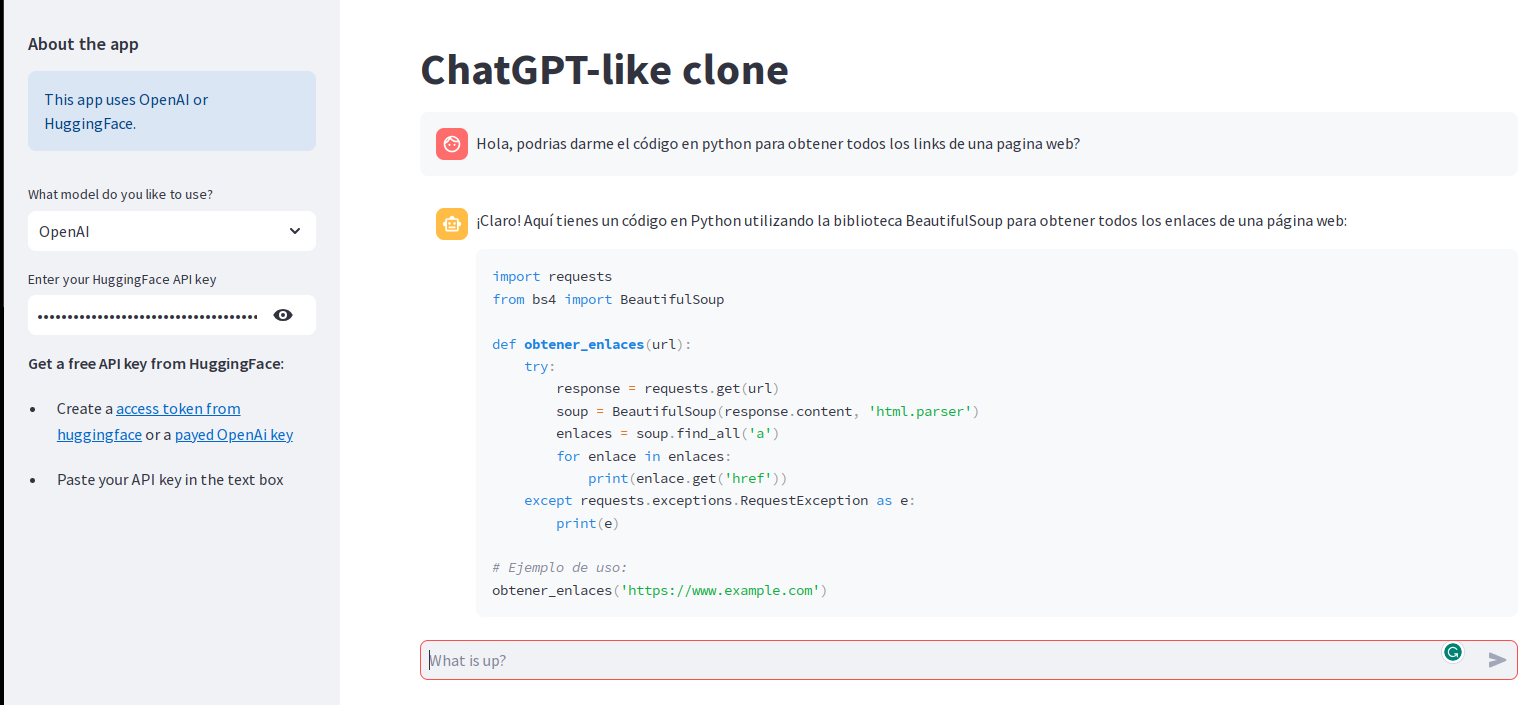 About the app
This app uses OpenAI or
HuggingFace.
What model do you like to use?
OpenAI
Enter your HuggingFace API key
Get a free API key from HuggingFace:
Create a access token from
huggingface or a payed OpenAi key
Paste your API key in the text box
ChatGPT-like clone
Hola, podrias darme el código en python para obtener todos los links de una pagina web?
¡Claro! Aquí tienes un código en Python utilizando la biblioteca BeautifulSoup para obtener todos los enlaces de una página web:
import requests
from bs4 import BeautifulSoup
def obtener_enlaces(url):
    try:
        response = requests.get(url)
        soup = BeautifulSoup(response.content, 'html.parser')
        enlaces = soup.find_all('a')
        for enlace in enlaces:
            print(enlace.get('href'))
    except requests.exceptions.RequestException as e:
        print(e)
# Ejemplo de uso:
obtener_enlaces('https://www.example.com')
What is up?